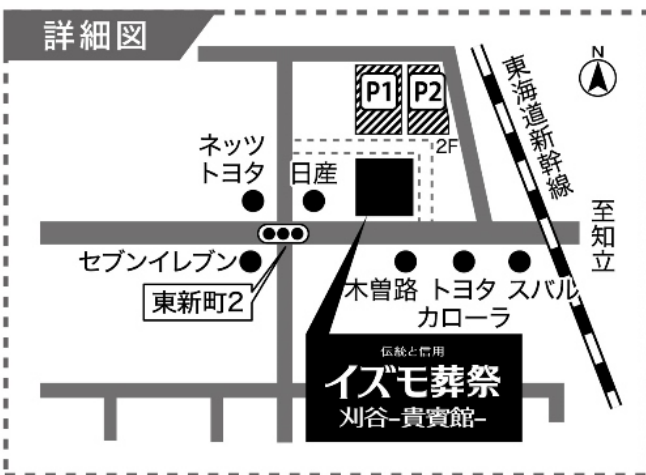 詳細図
N
P1
P2
2F
東海道新幹線
至知立
ネッツ
トヨタ
日産
セブンイレブン
東新町2
木曽路
トヨタ
カローラ
スバル
伝統と信用
イズモ葬祭
刈谷-貴賓館-